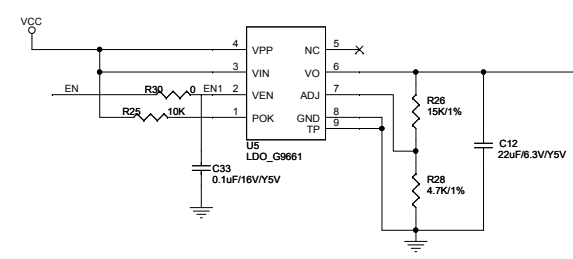 VCC
4 VPP NC 5
3 VIN VO 6
EN R30 0 EN1 2 VEN ADJ 7
R25 10K 1 POK GND 8
TP 9
R26
15K/1%
U5
LDO_G9661
C12
22uF/6.3V/Y5V
C33
0.1uF/16V/Y5V
R28
4.7K/1%